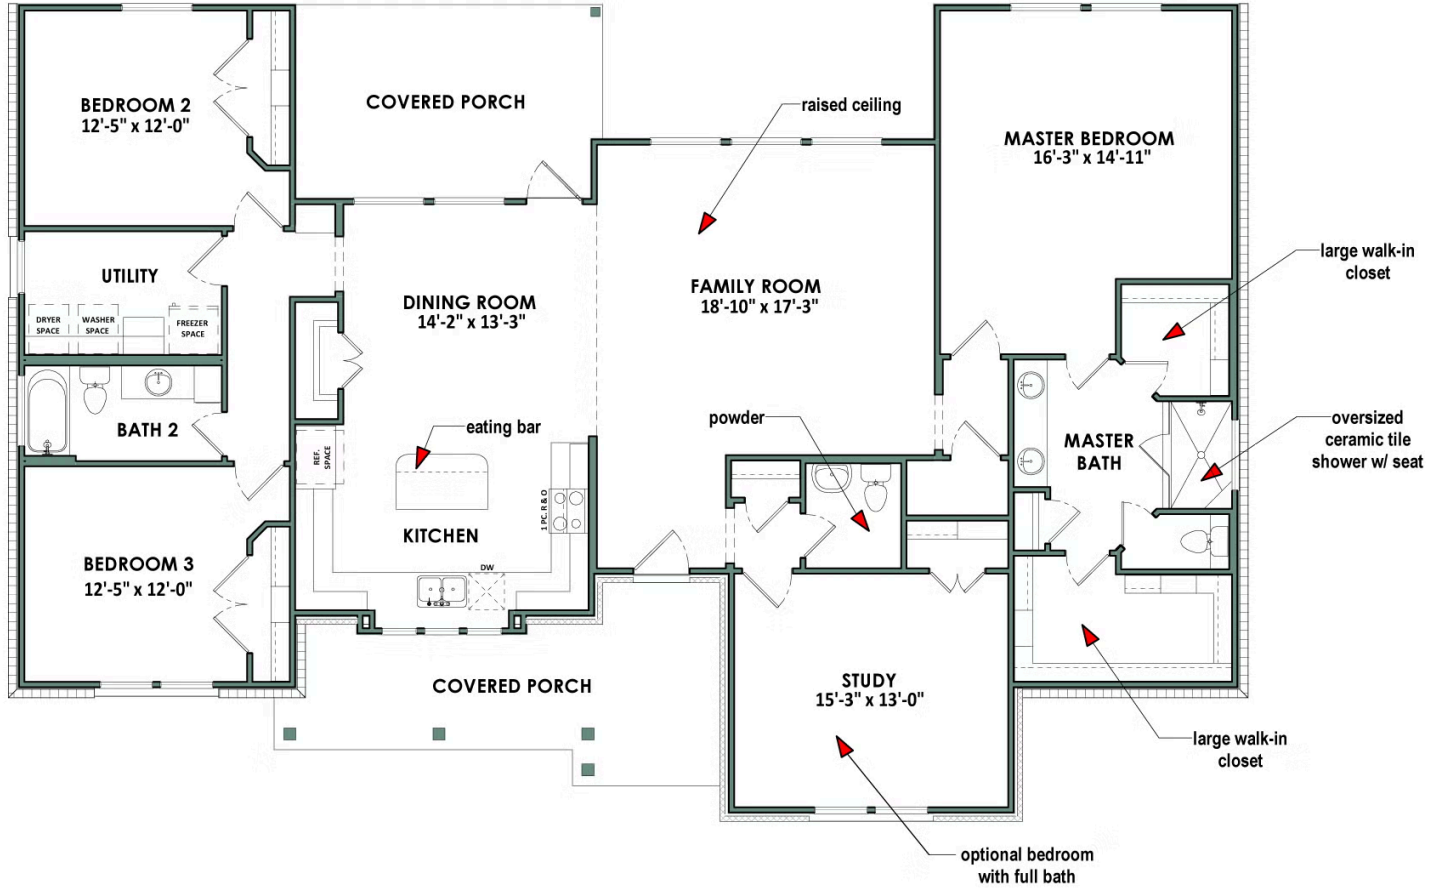 BEDROOM 2
12'-5" x 12'-0"
COVERED PORCH
raised ceiling
MASTER BEDROOM
16'-3" x 14'-11"
UTILITY
DRYER
SPACE
WASHER
SPACE
FREEZER
SPACE
DINING ROOM
14'-2" x 13'-3"
FAMILY ROOM
18'-10" x 17'-3"
large walk-in
closet
BATH 2
eating bar
powder
MASTER
BATH
oversized
ceramic tile
shower w/ seat
REF.
SPACE
1 PC. R & O
KITCHEN
DW
BEDROOM 3
12'-5" x 12'-0"
COVERED PORCH
STUDY
15'-3" x 13'-0"
large walk-in
closet
optional bedroom
with full bath